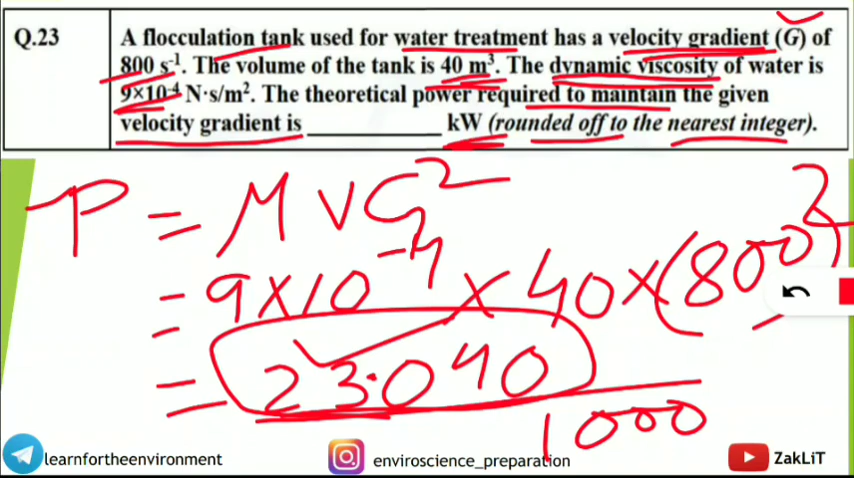 Q.23 A flocculation tank used for water treatment has a velocity gradient (G) of
800 s⁻¹. The volume of the tank is 40 m³. The dynamic viscosity of water is
9×10⁻⁴ N·s/m². The theoretical power required to maintain the given
velocity gradient is __________ kW (rounded off to the nearest integer).
P = μ V G²
= 9×10⁻⁴ × 40 × (800)²
= 23.040
1000
learnfortheenvironment enviroscience_preparation ZakLiT